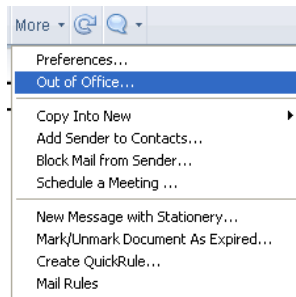 More
Preferences...
Out of Office...
Copy Into New
Add Sender to Contacts...
Block Mail from Sender...
Schedule a Meeting ...
New Message with Stationery...
Mark/Unmark Document As Expired...
Create QuickRule...
Mail Rules